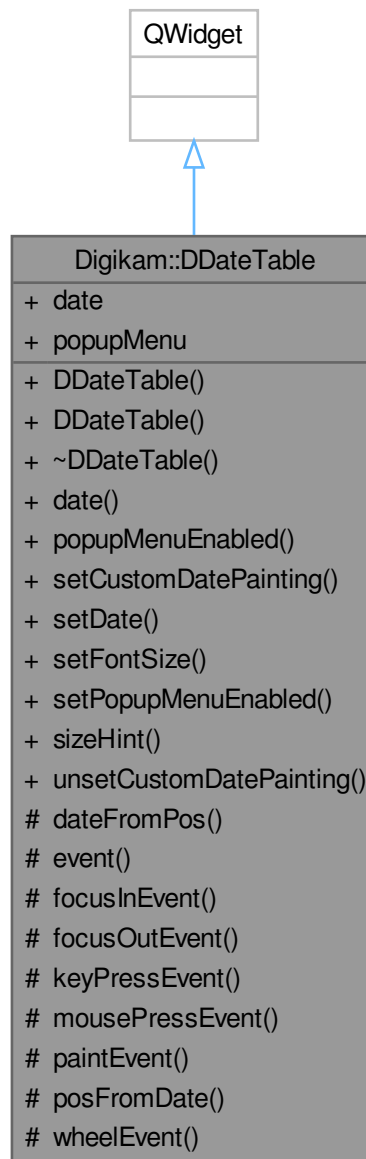 QWidget
Digikam::DDateTable
+ date
+ popupMenu
+ DDateTable()
+ DDateTable()
+ ~DDateTable()
+ date()
+ popupMenuEnabled()
+ setCustomDatePainting()
+ setDate()
+ setFontSize()
+ setPopupMenuEnabled()
+ sizeHint()
+ unsetCustomDatePainting()
# dateFromPos()
# event()
# focusInEvent()
# focusOutEvent()
# keyPressEvent()
# mousePressEvent()
# paintEvent()
# posFromDate()
# wheelEvent()